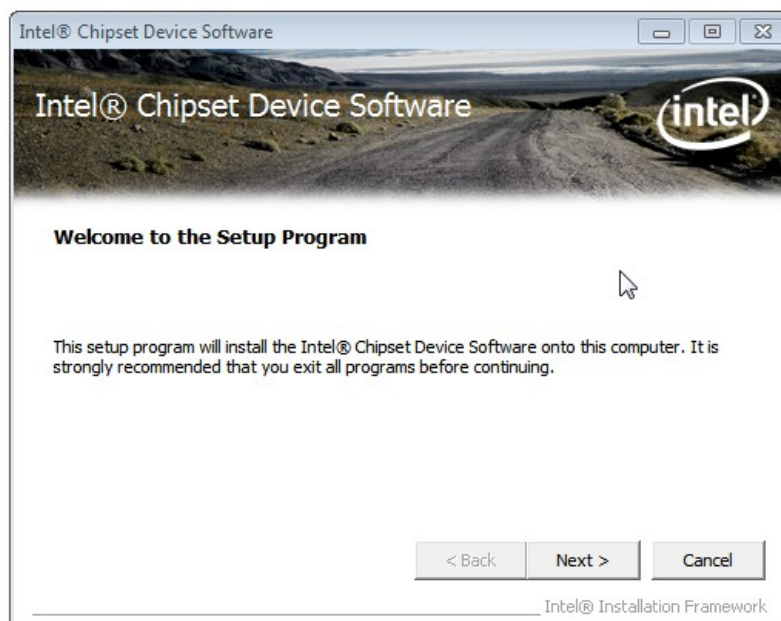 Intel® Chipset Device Software
Intel® Chipset Device Software
intel
Welcome to the Setup Program
This setup program will install the Intel® Chipset Device Software onto this computer. It is
strongly recommended that you exit all programs before continuing.
< Back Next > Cancel
Intel® Installation Framework